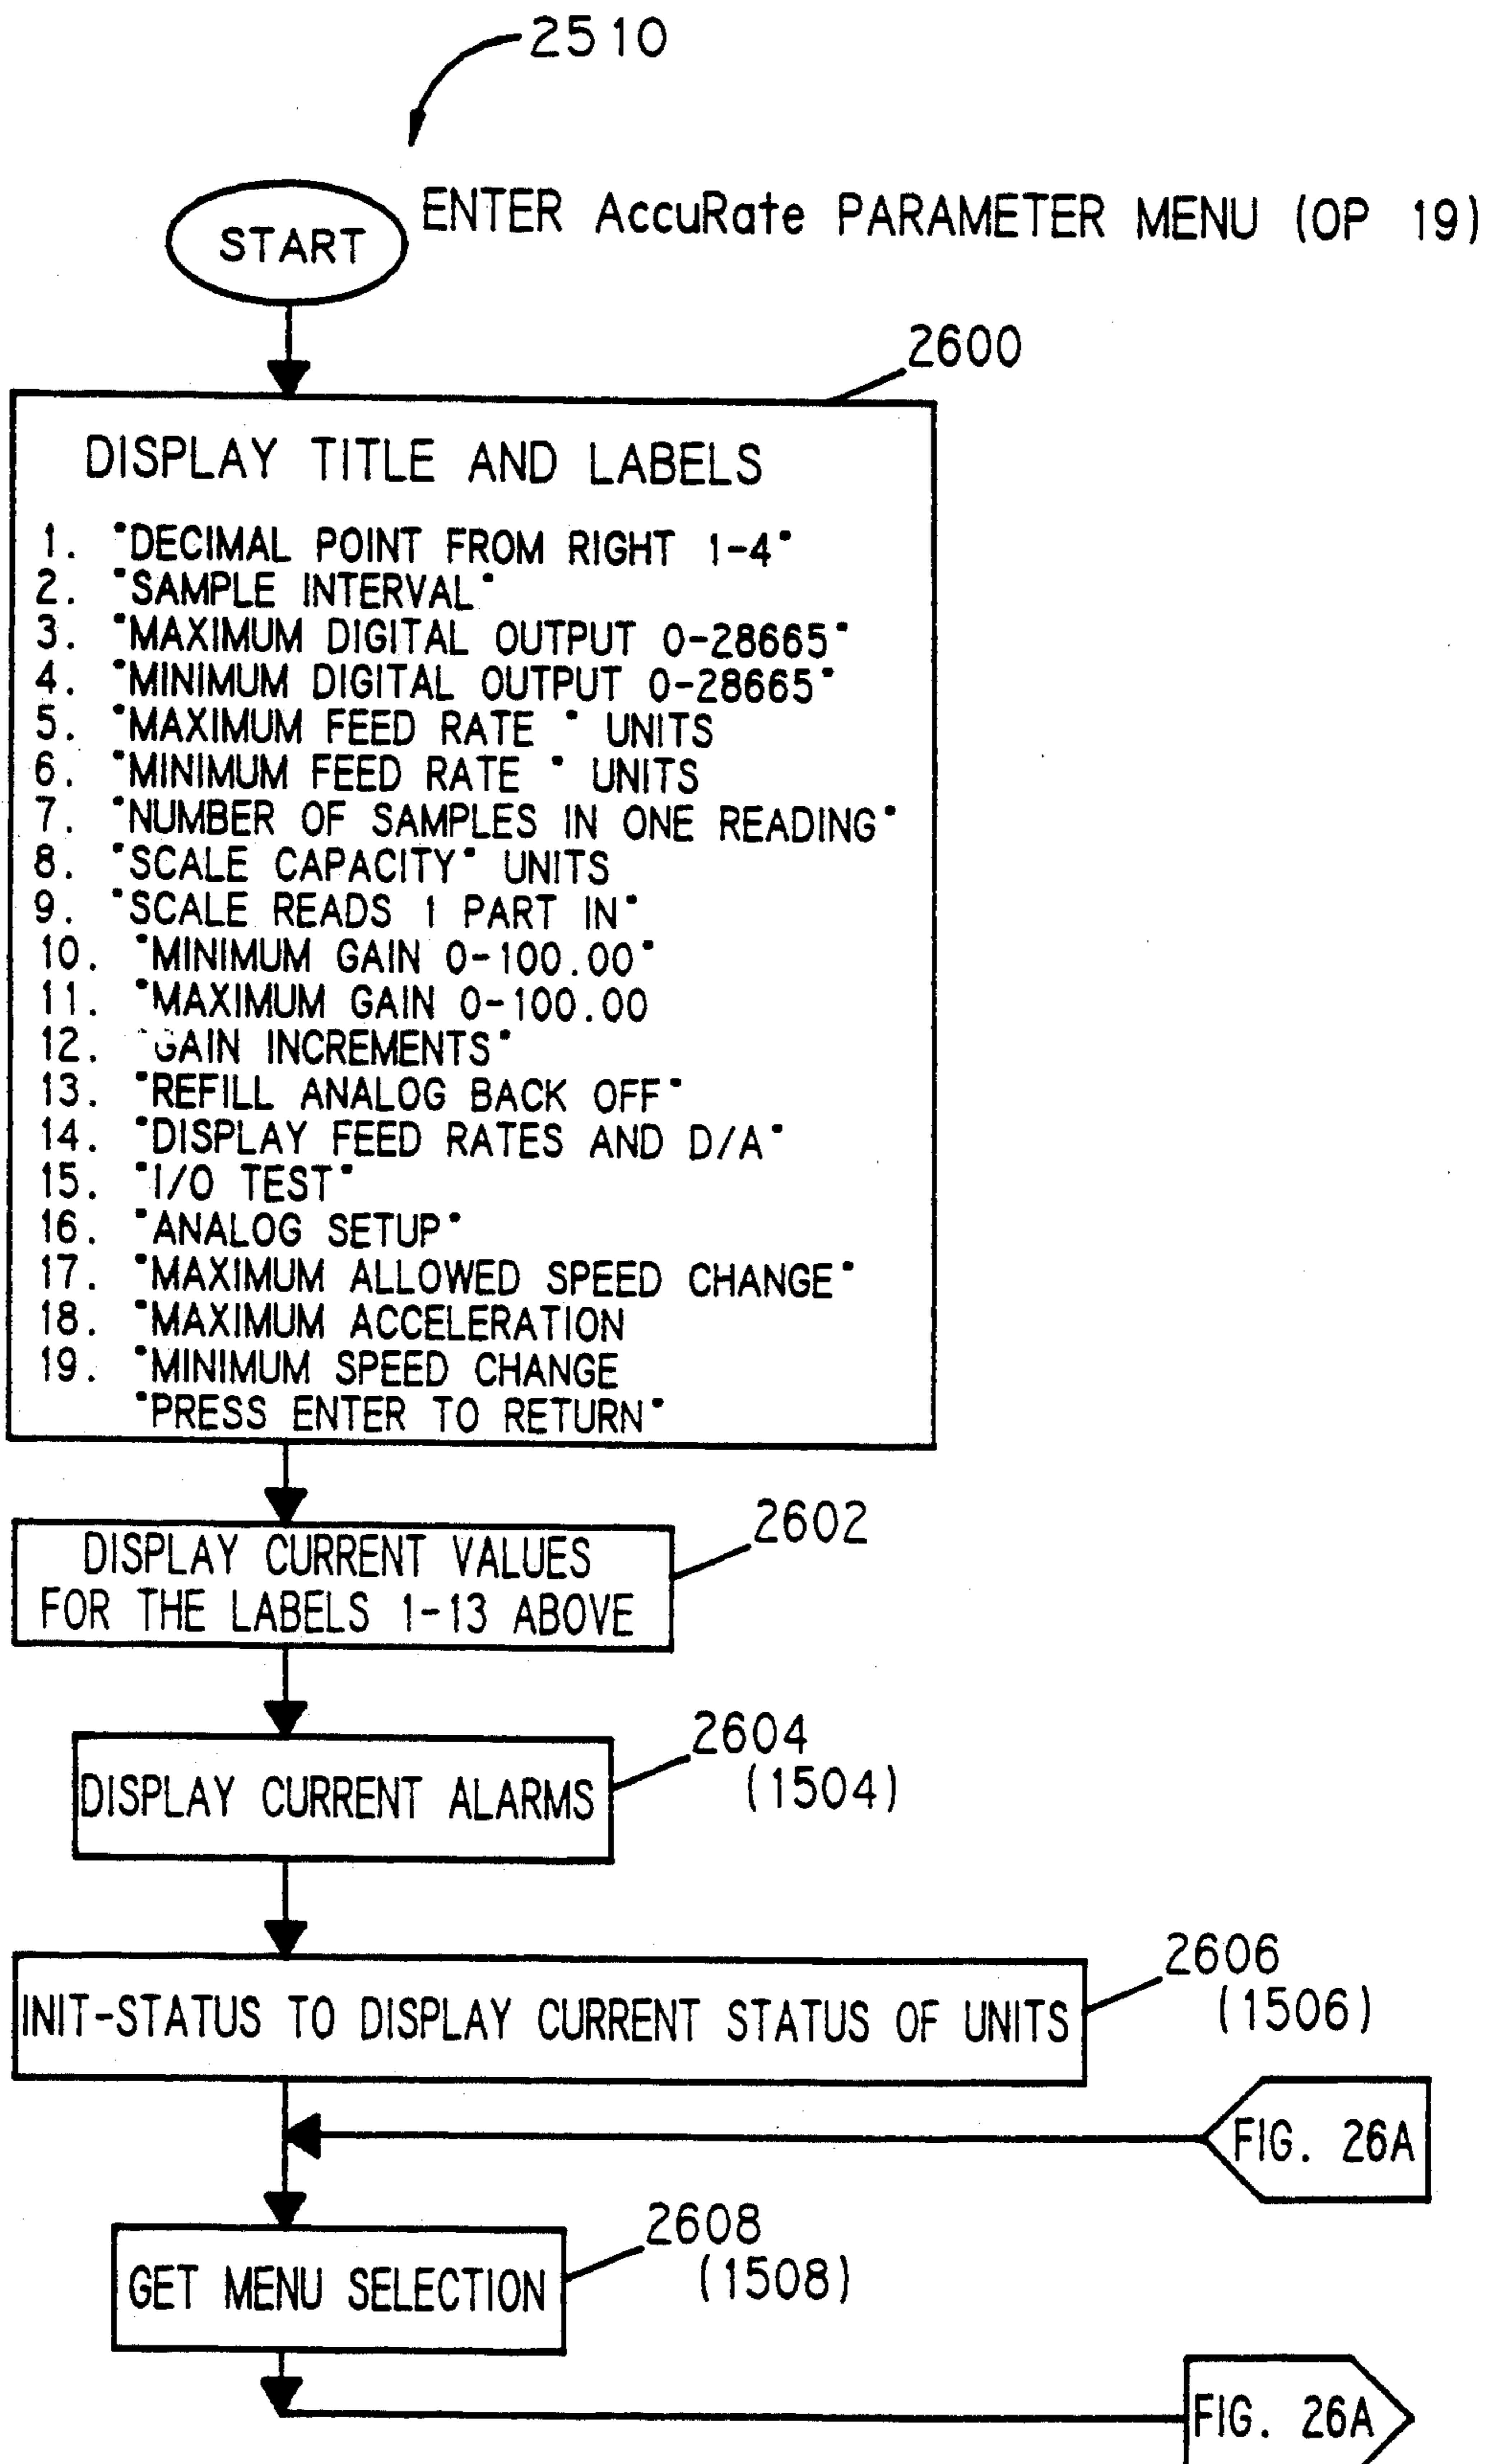 2510
ENTER AccuRate PARAMETER MENU (OP 19)
START
2600
DISPLAY TITLE AND LABELS
1. "DECIMAL POINT FROM RIGHT 1-4"
2. "SAMPLE INTERVAL"
3. "MAXIMUM DIGITAL OUTPUT 0-28665"
4. "MINIMUM DIGITAL OUTPUT 0-28665"
5. "MAXIMUM FEED RATE " UNITS
6. "MINIMUM FEED RATE " UNITS
7. "NUMBER OF SAMPLES IN ONE READING"
8. "SCALE CAPACITY" UNITS
9. "SCALE READS 1 PART IN"
10. "MINIMUM GAIN 0-100.00"
11. "MAXIMUM GAIN 0-100.00
12. "GAIN INCREMENTS"
13. "REFILL ANALOG BACK OFF"
14. "DISPLAY FEED RATES AND D/A"
15. "I/O TEST"
16. "ANALOG SETUP"
17. "MAXIMUM ALLOWED SPEED CHANGE"
18. "MAXIMUM ACCELERATION
19. "MINIMUM SPEED CHANGE
"PRESS ENTER TO RETURN"
2602
DISPLAY CURRENT VALUES
FOR THE LABELS 1-13 ABOVE
2604
(1504)
DISPLAY CURRENT ALARMS
2606
(1506)
INIT-STATUS TO DISPLAY CURRENT STATUS OF UNITS
FIG. 26A
2608
(1508)
GET MENU SELECTION
FIG. 26A